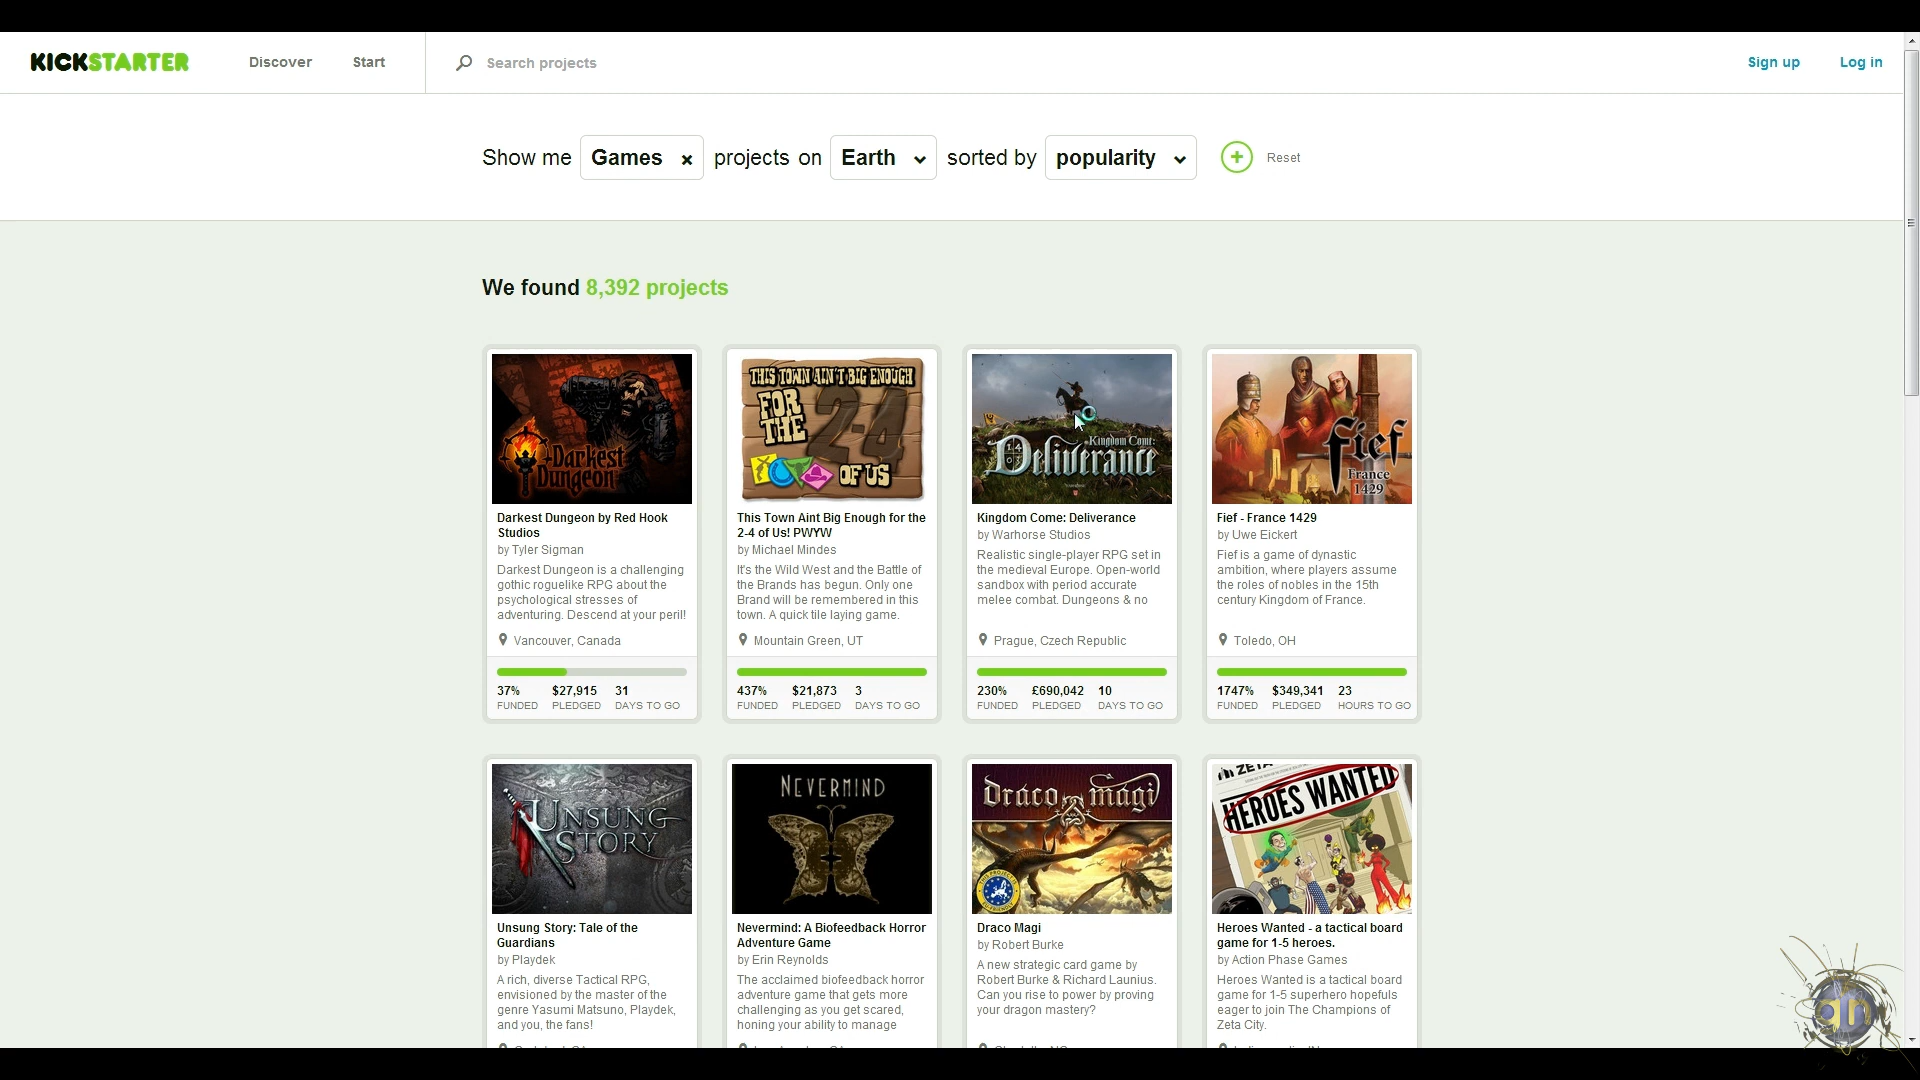 KICKSTARTER Discover Start Search projects Sign up Log in
Show me Games × projects on Earth sorted by popularity + Reset
We found 8,392 projects
Darkest
Dungeon
THIS TOWN AIN'T BIG ENOUGH
FOR
THE
2-4
OF US
Kingdom Come:
Deliverance
Fief
France
1429
Darkest Dungeon by Red Hook
Studios
by Tyler Sigman
Darkest Dungeon is a challenging
gothic roguelike RPG about the
psychological stresses of
adventuring. Descend at your peril!
Vancouver, Canada
37% $27,915 31
FUNDED PLEDGED DAYS TO GO
This Town Aint Big Enough for the
2-4 of Us! PWYW
by Michael Mindes
It's the Wild West and the Battle of
the Brands has begun. Only one
Brand will be remembered in this
town. A quick tile laying game.
Mountain Green, UT
437% $21,873 3
FUNDED PLEDGED DAYS TO GO
Kingdom Come: Deliverance
by Warhorse Studios
Realistic single-player RPG set in
the medieval Europe. Open-world
sandbox with period accurate
melee combat. Dungeons & no
Prague, Czech Republic
230% £690,042 10
FUNDED PLEDGED DAYS TO GO
Fief - France 1429
by Uwe Eickert
Fief is a game of dynastic
ambition, where players assume
the roles of nobles in the 15th
century Kingdom of France.
Toledo, OH
1747% $349,341 23
FUNDED PLEDGED HOURS TO GO
UNSUNG
STORY
NEVERMIND
Draco magi
HEROES WANTED
Unsung Story: Tale of the
Guardians
by Playdek
A rich, diverse Tactical RPG,
envisioned by the master of the
genre Yasumi Matsuno, Playdek,
and you, the fans!
Nevermind: A Biofeedback Horror
Adventure Game
by Erin Reynolds
The acclaimed biofeedback horror
adventure game that gets more
challenging as you get scared,
honing your ability to manage
Draco Magi
by Robert Burke
A new strategic card game by
Robert Burke & Richard Launius.
Can you rise to power by proving
your dragon mastery?
Heroes Wanted - a tactical board
game for 1-5 heroes.
by Action Phase Games
Heroes Wanted is a tactical board
game for 1-5 superhero hopefuls
eager to join The Champions of
Zeta City.